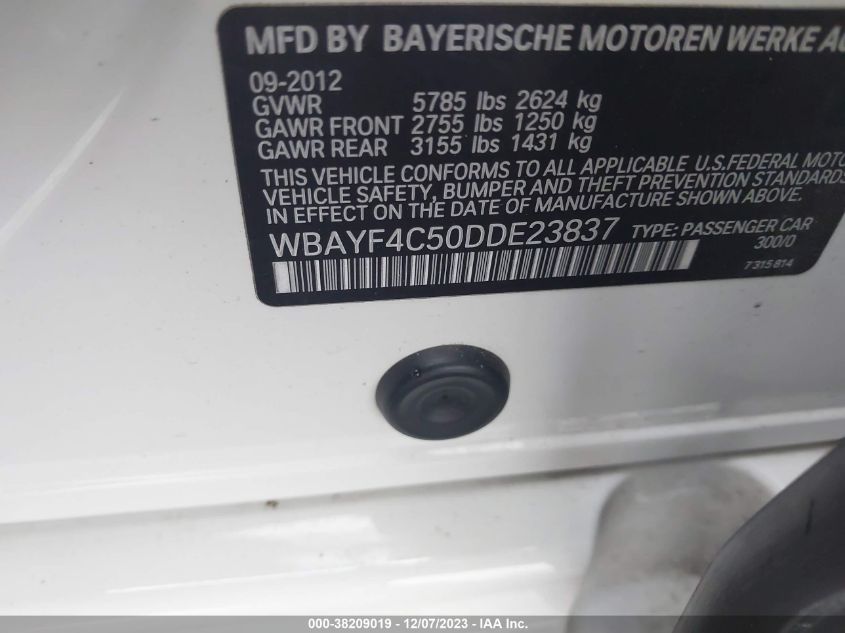 MFD BY BAYERISCHE MOTOREN WERKE
09-2012
GVWR 5785 lbs 2624 kg
GAWR FRONT 2755 lbs 1250 kg
GAWR REAR 3155 lbs 1431 kg
THIS VEHICLE CONFORMS TO ALL APPLICABLE U.S.FEDERAL
VEHICLE SAFETY, BUMPER AND THEFT PREVENTION STANDARDS
IN EFFECT ON THE DATE OF MANUFACTURE SHOWN ABOVE.
WBAYF4C50DDE23837 TYPE: PASSENGER CAR
300/0
7315814
000-38209019 - 12/07/2023 - IAA Inc.